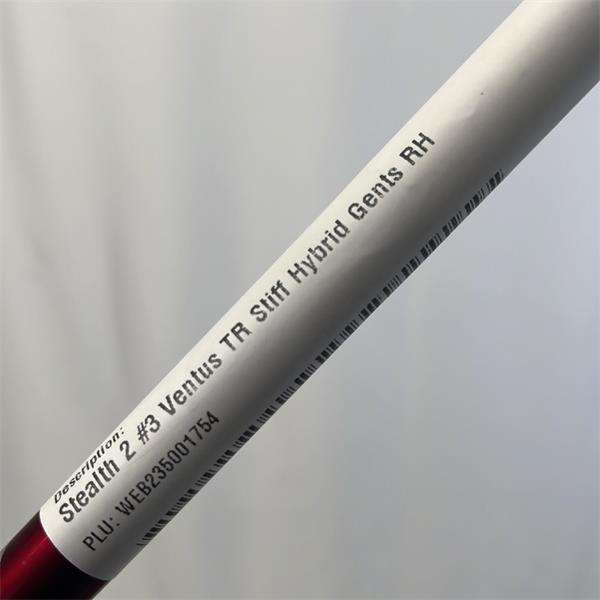 Description:
Stealth 2 #3 Ventus TR Stiff Hybrid Gents RH
PLU: WEB235001754